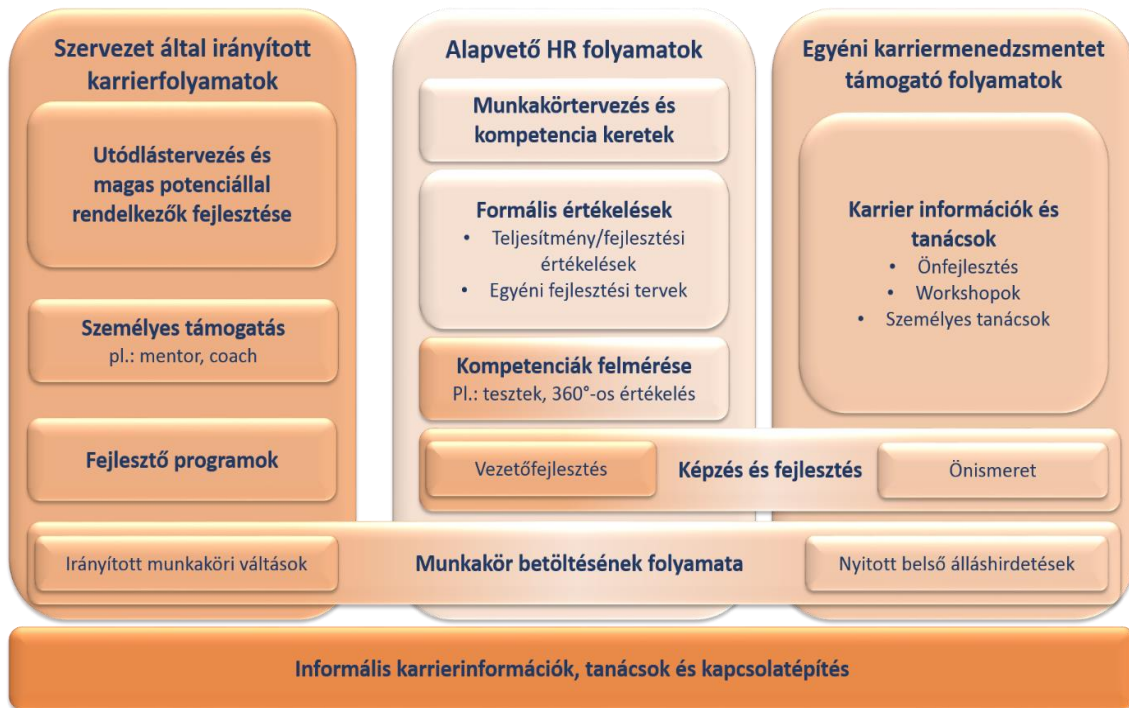 Szervezet által irányított
karrierfolyamatok
Utódlástervezés és
magas potenciállal
rendelkezők fejlesztése
Személyes támogatás
pl.: mentor, coach
Fejlesztő programok
Irányított munkaköri váltások
Alapvető HR folyamatok
Munkakörtervezés és
kompetencia keretek
Formális értékelések
• Teljesítmény/fejlesztési
értékelések
• Egyéni fejlesztési tervek
Kompetenciák felmérése
Pl.: tesztek, 360°-os értékelés
Vezetőfejlesztés
Képzés és fejlesztés
Munkakör betöltésének folyamata
Egyéni karriermenedzsmentet
támogató folyamatok
Karrier információk és
tanácsok
• Önfejlesztés
• Workshopok
• Személyes tanácsok
Önismeret
Nyitott belső álláshirdetések
Informális karrierinformációk, tanácsok és kapcsolatépítés